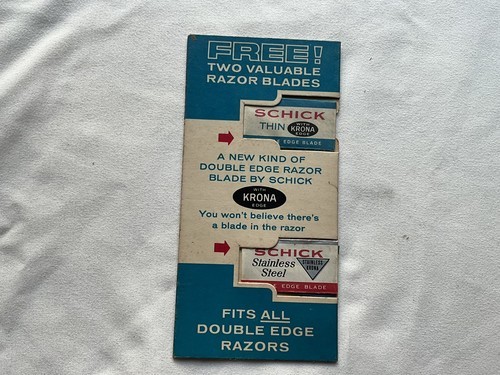 FREE!
TWO VALUABLE
RAZOR BLADES
SCHICK
THIN WITH KRONA EDGE
EDGE BLADE
A NEW KIND OF
DOUBLE EDGE RAZOR
BLADE BY SCHICK
WITH
KRONA
EDGE
You won't believe there's
a blade in the razor
SCHICK
Stainless
Steel
STAINLESS
KRONA
E EDGE BLADE
FITS ALL
DOUBLE EDGE
RAZORS